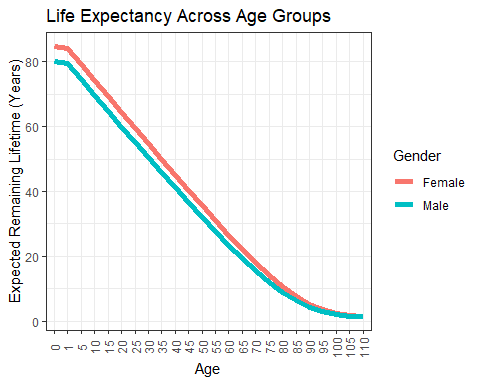 Life Expectancy Across Age Groups
Expected Remaining Lifetime (Years)
80
60
40
20
0
0 1 5 10 15 20 25 30 35 40 45 50 55 60 65 70 75 80 85 90 95 100 105 110
Age
Gender
Female
Male